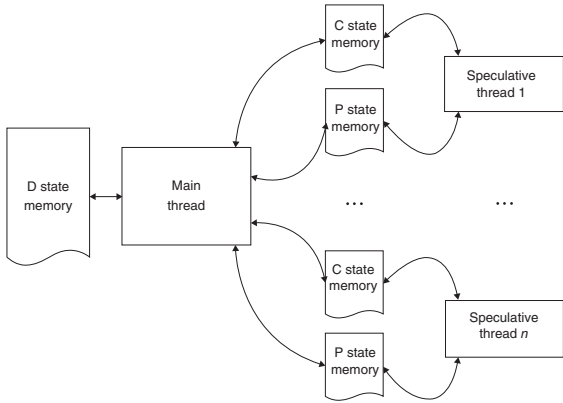 C state
memory
Speculative
thread 1
P state
memory
D state
memory
Main
thread
...
...
C state
memory
Speculative
thread n
P state
memory